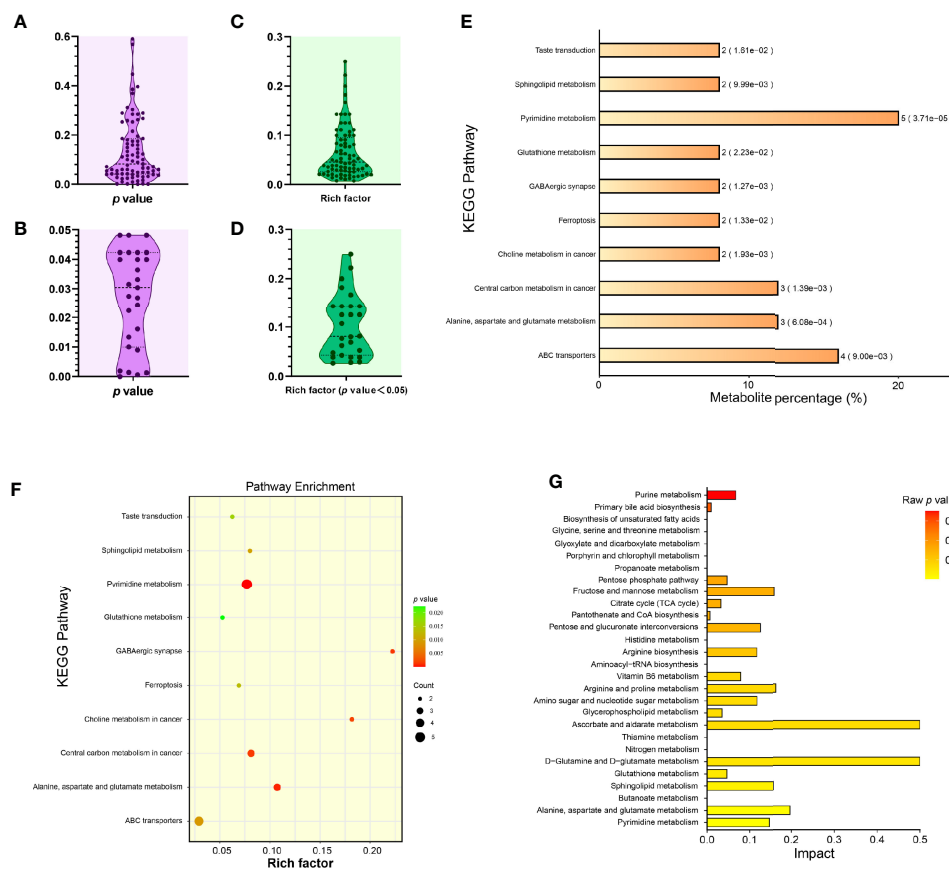 A
0.6
0.4
0.2
0.0
p value
C
0.3
0.2
0.1
0.0
Rich factor
B
0.05
0.04
0.03
0.02
0.01
0.00
p value
D
0.3
0.2
0.1
0.0
Rich factor (p value<0.05)
E
KEGG Pathway
Taste transduction
2 ( 1.61e-02 )
Sphingolipid metabolism
2 ( 9.99e-03 )
Pyrimidine metabolism
5 ( 3.71e-05
Glutathione metabolism
2 ( 2.23e-02 )
GABAergic synapse
2 ( 1.27e-03 )
Ferroptosis
2 ( 1.33e-02 )
Choline metabolism in cancer
2 ( 1.93e-03 )
Central carbon metabolism in cancer
3 ( 1.39e-03 )
Alanine, aspartate and glutamate metabolism
3 ( 6.08e-04 )
ABC transporters
4 ( 9.00e-03 )
0 10 20
Metabolite percentage (%)
F
Pathway Enrichment
KEGG Pathway
Taste transduction
Sphingolipid metabolism
Pyrimidine metabolism
Glutathione metabolism
GABAergic synapse
Ferroptosis
Choline metabolism in cancer
Central carbon metabolism in cancer
Alanine, aspartate and glutamate metabolism
ABC transporters
0.05 0.10 0.15 0.20
Rich factor
p value
0.020
0.015
0.010
0.005
Count
2
3
4
5
G
Purine metabolism
Primary bile acid biosynthesis
Biosynthesis of unsaturated fatty acids
Glycine, serine and threonine metabolism
Glyoxylate and dicarboxylate metabolism
Porphyrin and chlorophyll metabolism
Propanoate metabolism
Pentose phosphate pathway
Fructose and mannose metabolism
Citrate cycle (TCA cycle)
Pantothenate and CoA biosynthesis
Pentose and glucuronate interconversions
Histidine metabolism
Arginine biosynthesis
Aminoacyl-tRNA biosynthesis
Vitamin B6 metabolism
Arginine and proline metabolism
Amino sugar and nucleotide sugar metabolism
Glycerophospholipid metabolism
Ascorbate and aldarate metabolism
Thiamine metabolism
Nitrogen metabolism
D-Glutamine and D-glutamate metabolism
Glutathione metabolism
Sphingolipid metabolism
Butanoate metabolism
Alanine, aspartate and glutamate metabolism
Pyrimidine metabolism
0.0 0.1 0.2 0.3 0.4 0.5
Impact
Raw p val
0
0
0